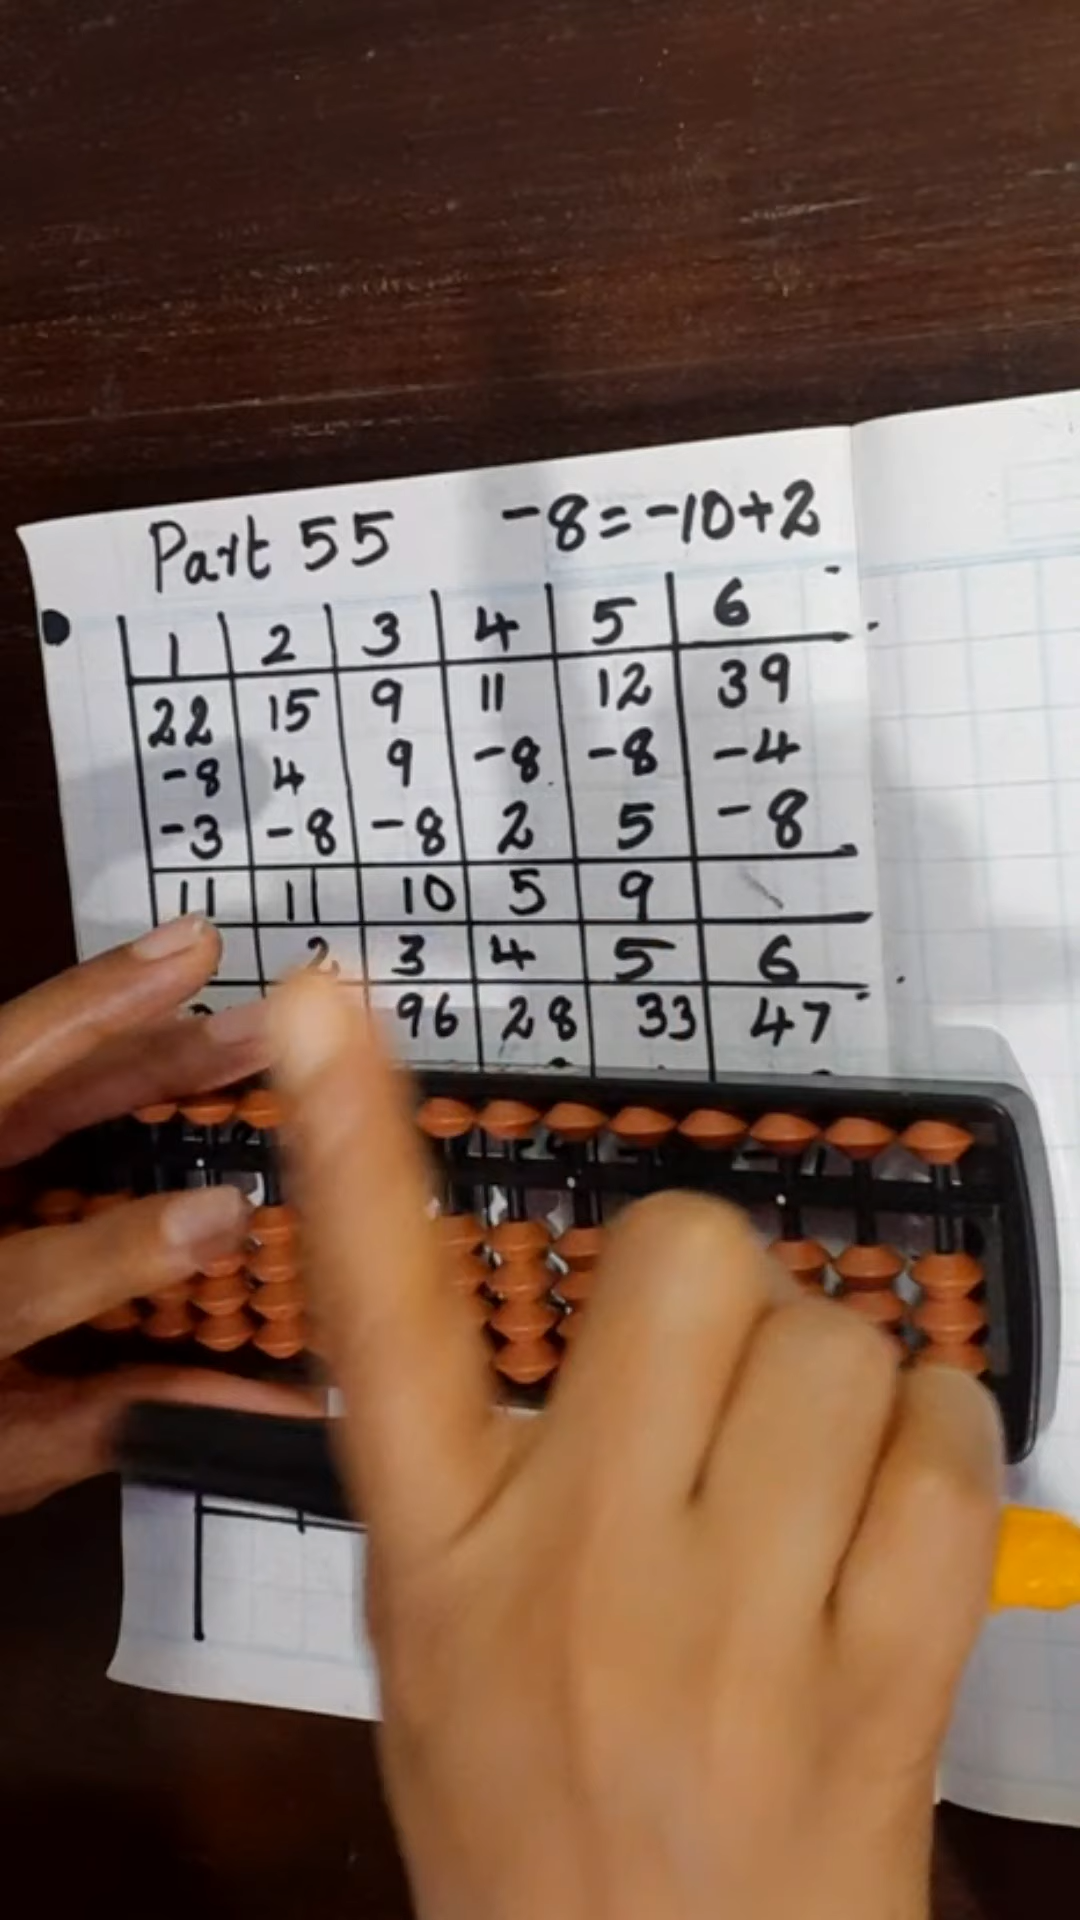 Part 55 -8=-10+2
1 2 3 4 5 6
22 15 9 11 12 39
-8 4 9 -8 -8 -4
-3 -8 -8 2 5 -8
11 11 10 5 9
2 3 4 5 6
96 28 33 47